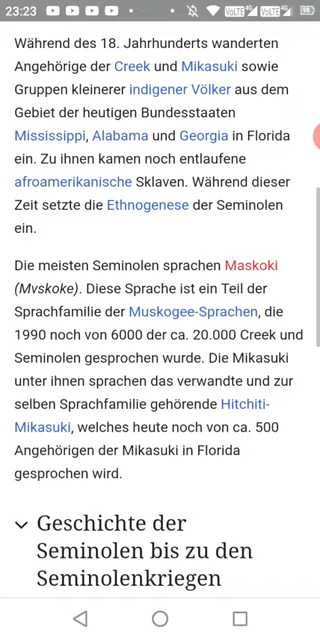 23:23
VoLTE 4G VoLTE 4G 98
Während des 18. Jahrhunderts wanderten
Angehörige der Creek und Mikasuki sowie
Gruppen kleinerer indigener Völker aus dem
Gebiet der heutigen Bundesstaaten
Mississippi, Alabama und Georgia in Florida
ein. Zu ihnen kamen noch entlaufene
afroamerikanische Sklaven. Während dieser
Zeit setzte die Ethnogenese der Seminolen
ein.
Die meisten Seminolen sprachen Maskoki
(Mvskoke). Diese Sprache ist ein Teil der
Sprachfamilie der Muskogee-Sprachen, die
1990 noch von 6000 der ca. 20.000 Creek und
Seminolen gesprochen wurde. Die Mikasuki
unter ihnen sprachen das verwandte und zur
selben Sprachfamilie gehörende Hitchiti-
Mikasuki, welches heute noch von ca. 500
Angehörigen der Mikasuki in Florida
gesprochen wird.
Geschichte der
Seminolen bis zu den
Seminolenkriegen